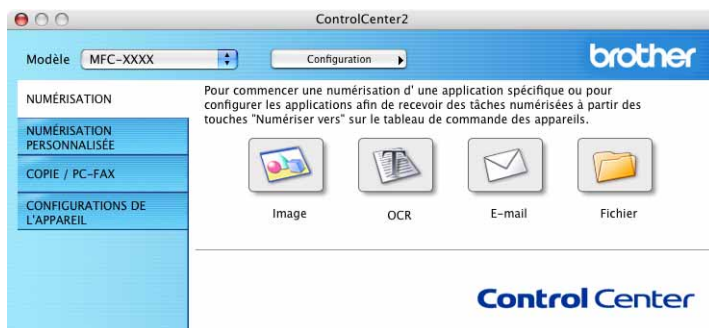 ControlCenter2
Modèle MFC-XXXX Configuration brother
NUMÉRISATION
NUMÉRISATION
PERSONNALISÉE
COPIE / PC-FAX
CONFIGURATIONS DE
L'APPAREIL
Pour commencer une numérisation d' une application spécifique ou pour
configurer les applications afin de recevoir des tâches numérisées à partir des
touches "Numériser vers" sur le tableau de commande des appareils.
Image OCR E-mail Fichier
Control Center